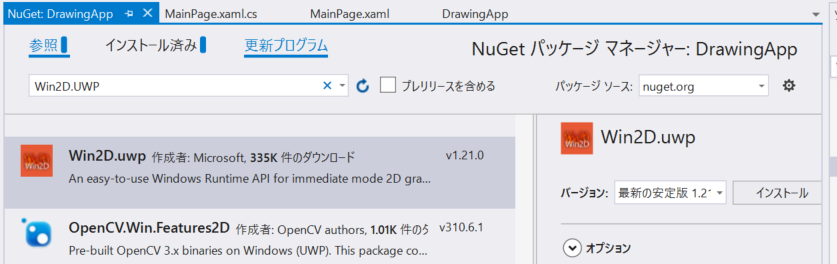 NuGet: DrawingApp MainPage.xaml.cs MainPage.xaml DrawingApp
参照 インストール済み 更新プログラム NuGet パッケージ マネージャー: DrawingApp
Win2D.UWP プレリリースを含める パッケージ ソース: nuget.org
Win2D Win2D.uwp 作成者: Microsoft, 335K 件のダウンロード v1.21.0
An easy-to-use Windows Runtime API for immediate mode 2D gra...
Win2D Win2D.uwp
バージョン: 最新の安定版 1.21 インストール
OpenCV.Win.Features2D 作成者: OpenCV authors, 1.01K 件のダ v310.6.1
Pre-built OpenCV 3.x binaries on Windows (UWP). This package co...
オプション